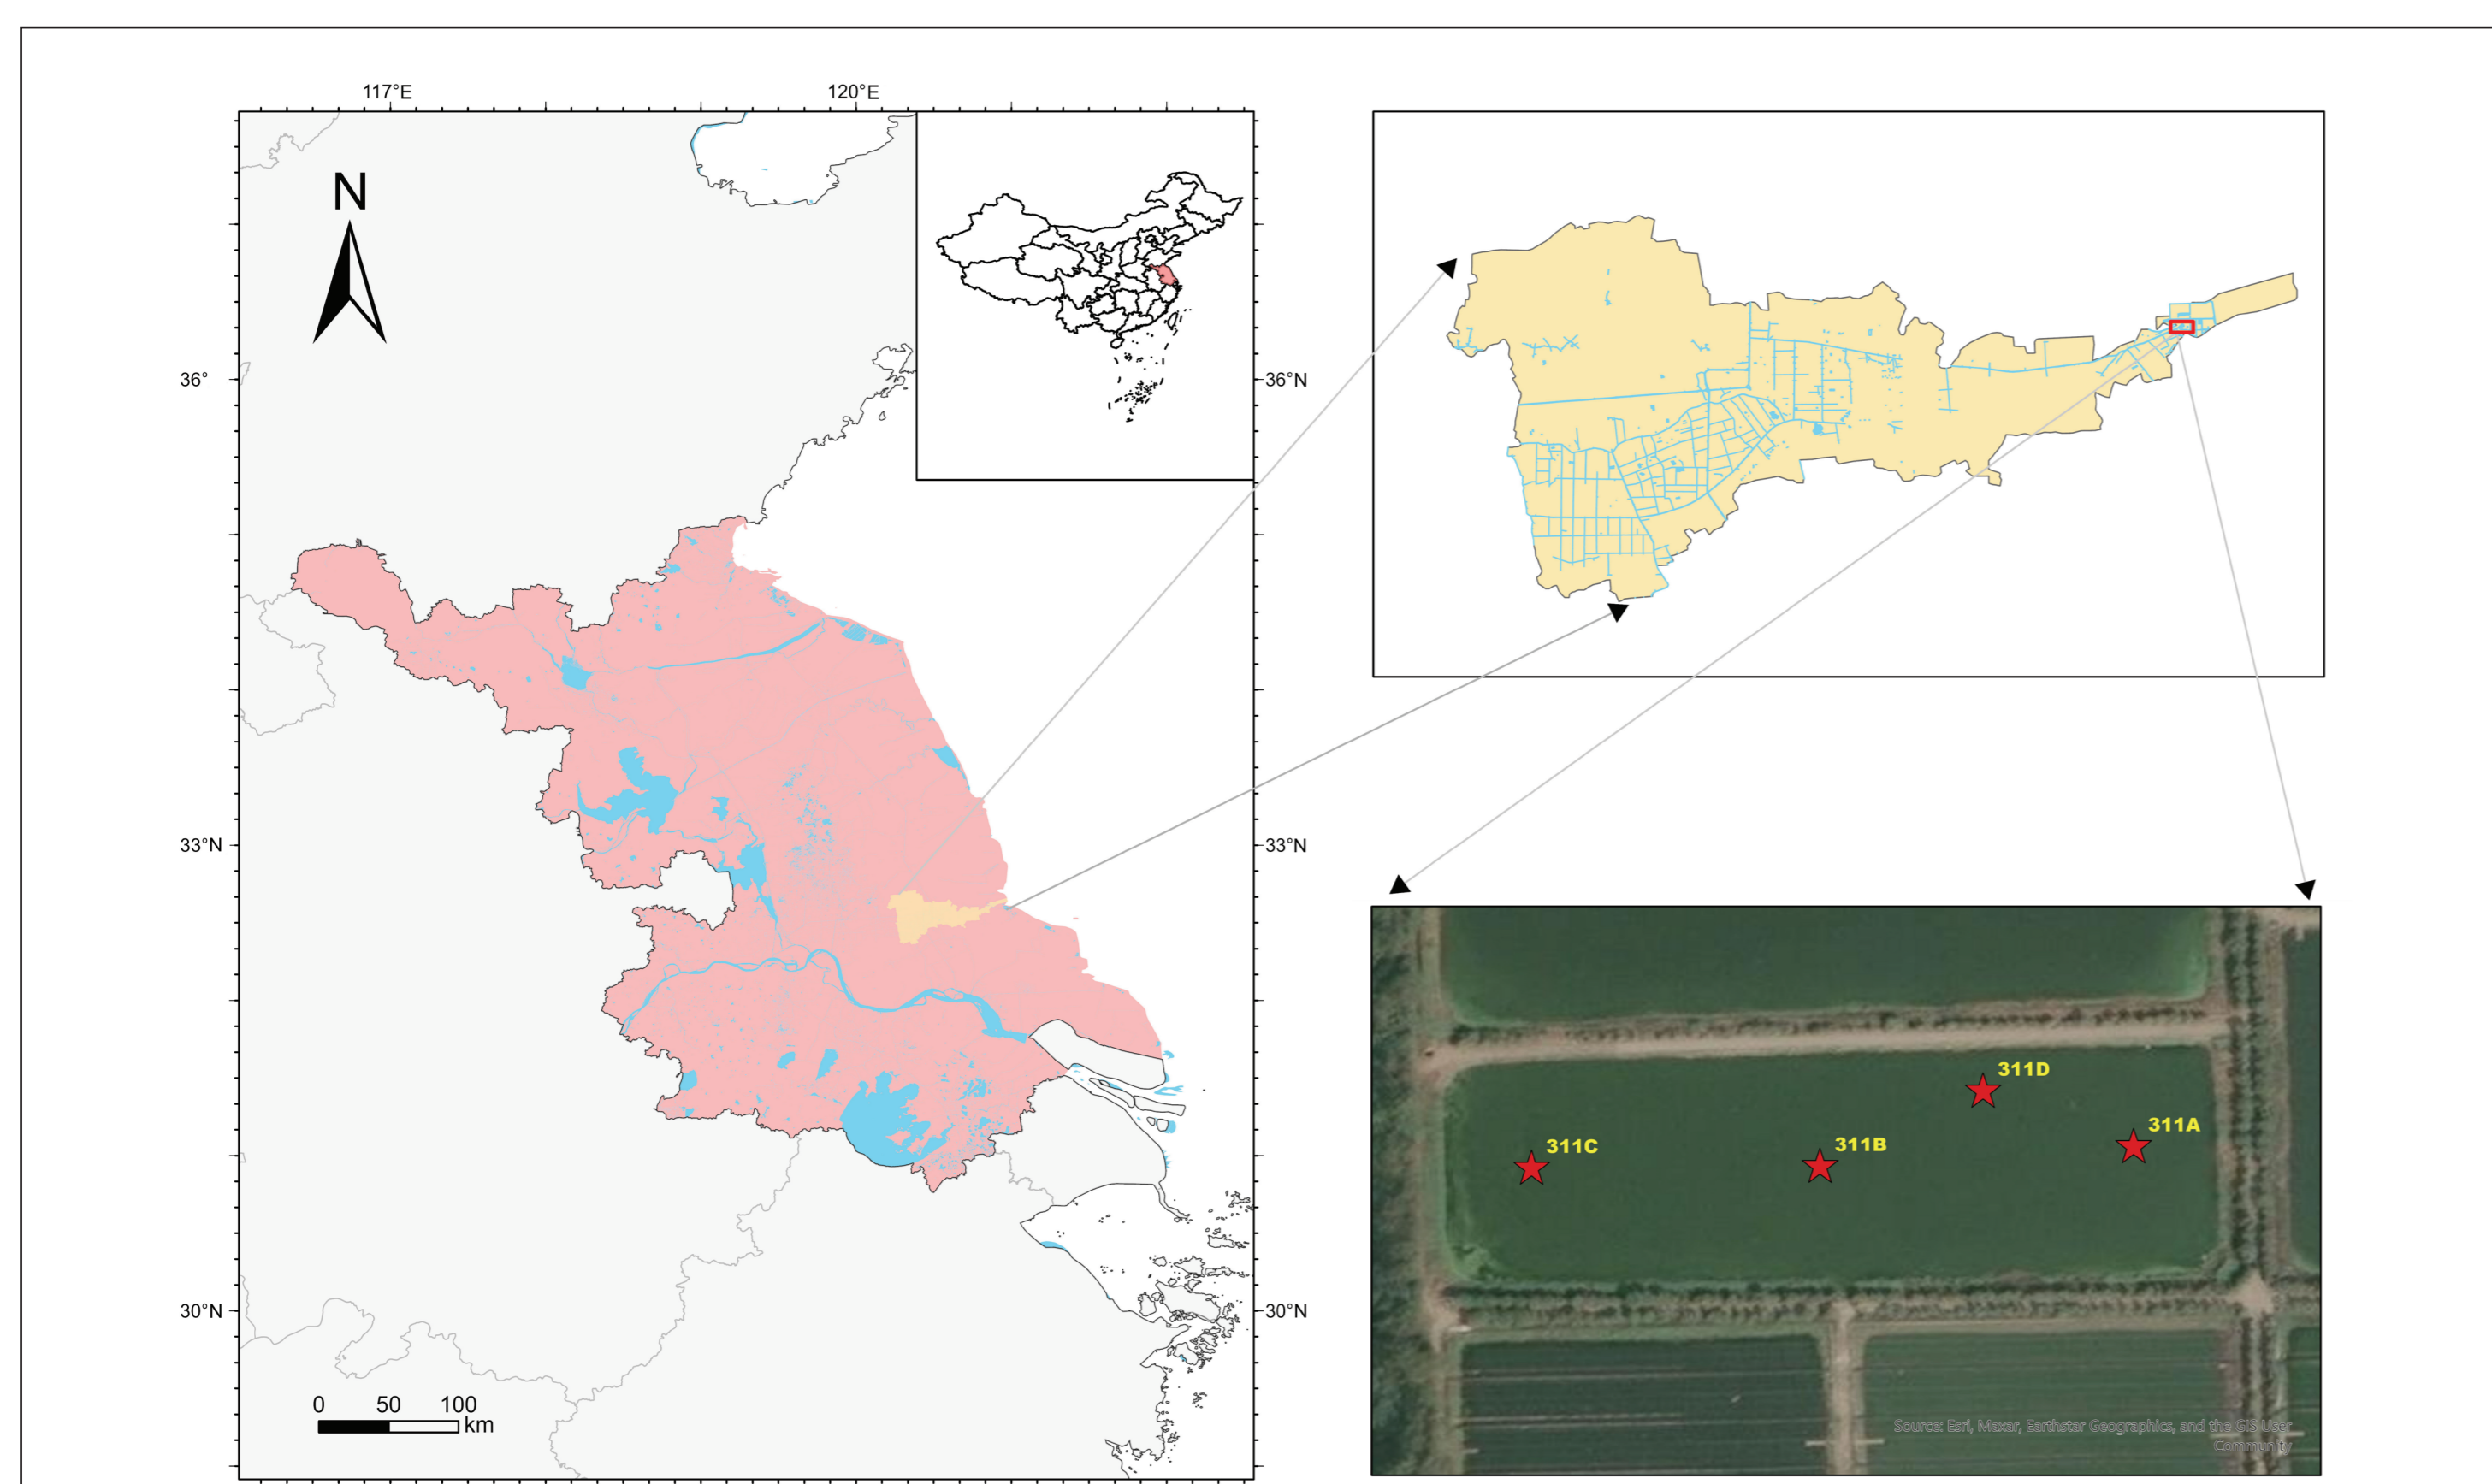 117°E
120°E
N
36°
36°N
33°N
33°N
30°N
30°N
0 50 100
km
311D
311A
311C
311B
Source: Esri, Maxar, Earthstar Geographics, and the GIS User
Community